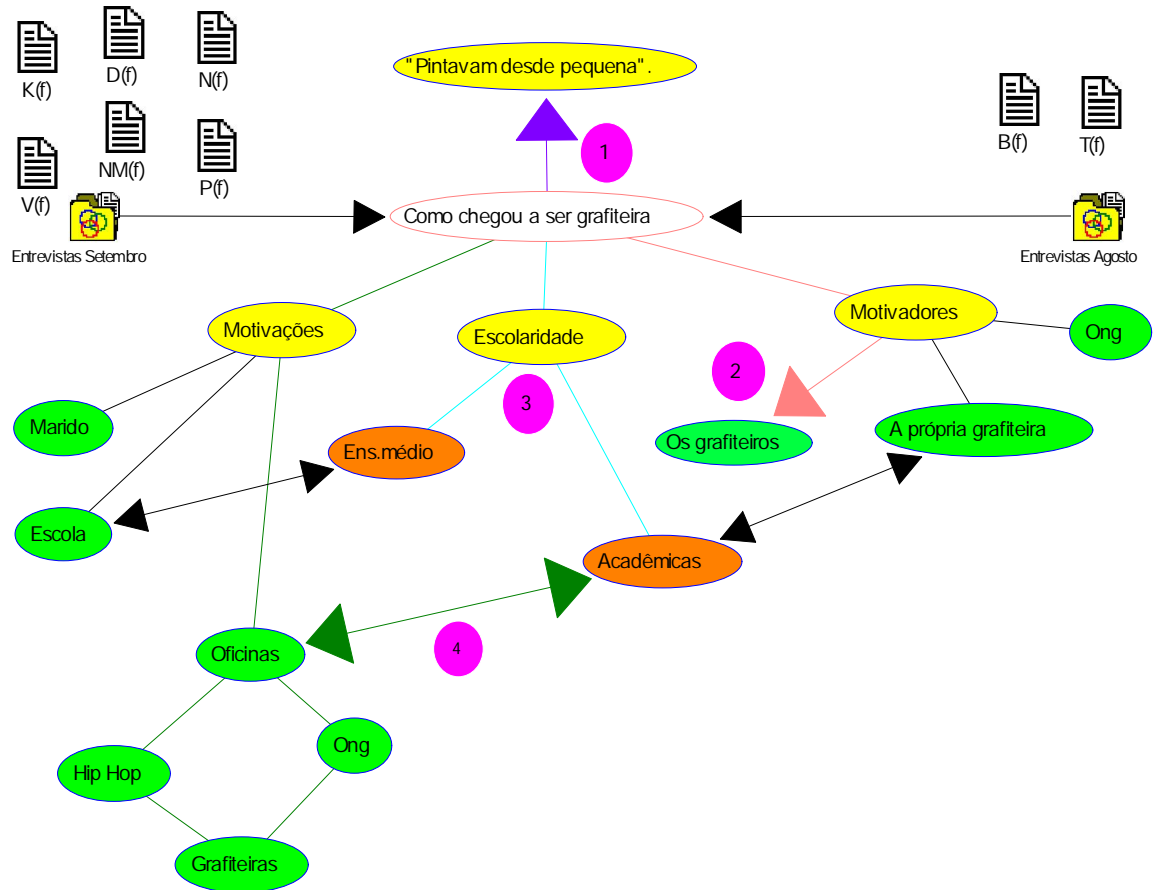 K(f)
D(f)
N(f)
"Pintavam desde pequena".
B(f)
T(f)
V(f)
NM(f)
P(f)
1
Entrevistas Setembro
Como chegou a ser grafiteira
Entrevistas Agosto
Motivações
Escolaridade
Motivadores
Ong
2
3
Marido
Ens.médio
Os grafiteiros
A própria grafiteira
Escola
Acadêmicas
Oficinas
4
Hip Hop
Ong
Grafiteiras